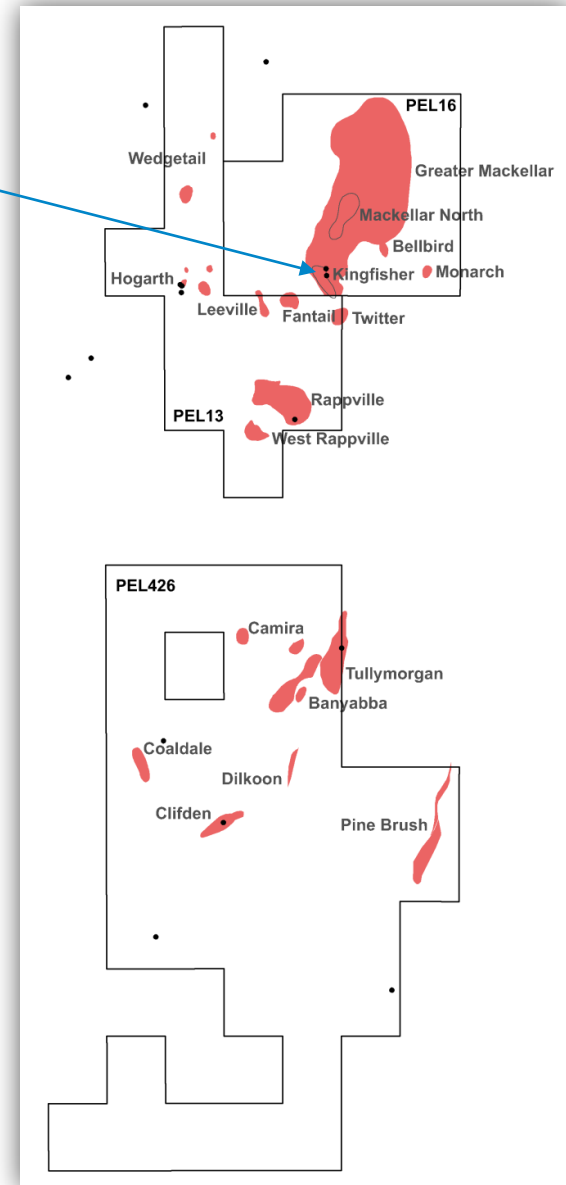 PEL16
Wedgetail
Greater Mackellar
Mackellar North
Bellbird
Hogarth
Kingfisher
Monarch
Leeville
Fantail
Twitter
Rappville
PEL13
West Rappville
PEL426
Camira
Tullymorgan
Banyabba
Coaldale
Dilkoon
Clifden
Pine Brush